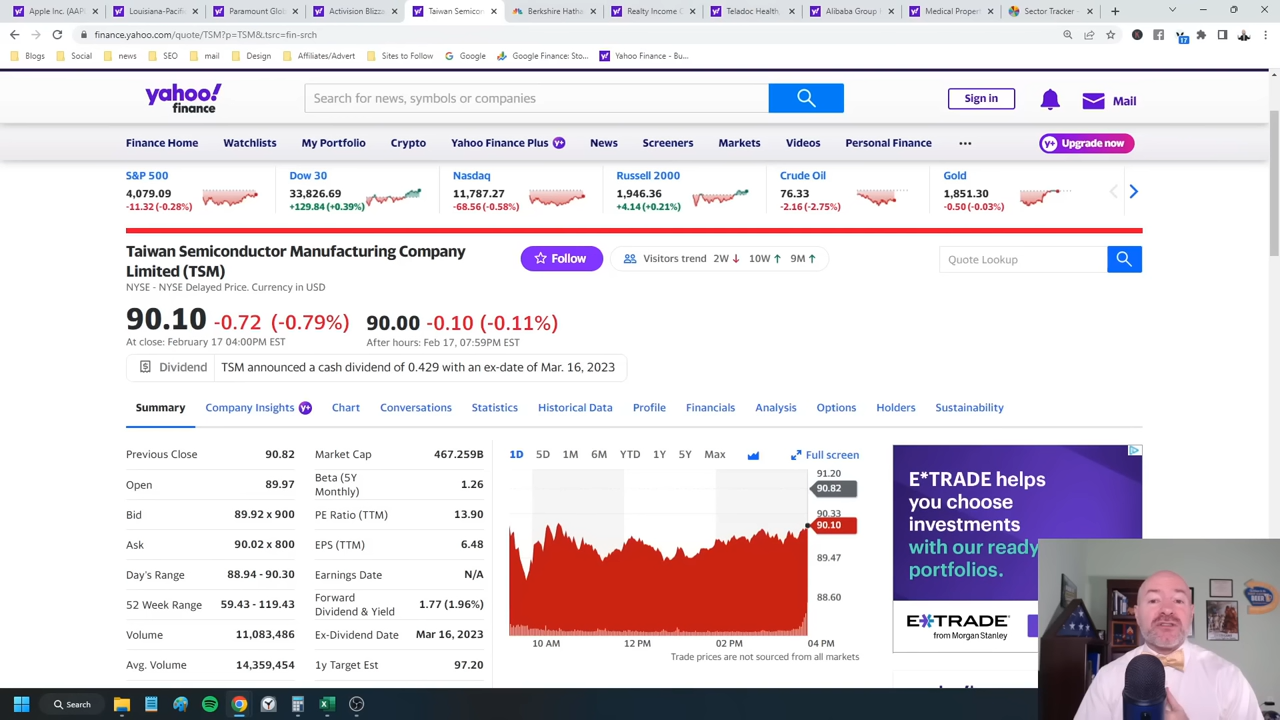 Apple Inc. (AAP
Louisiana-Pacifi
Paramount Glob
Activision Blizza
Taiwan Semicon
Berkshire Hatha
Realty Income C
Teladoc Health,
Alibaba Group H
Medical Propert
Sector Tracker -
finance.yahoo.com/quote/TSM?p=TSM&.tsrc=fin-srch
Blogs
Social
news
SEO
mail
Design
Affiliates/Advert
Sites to Follow
Google
Google Finance: Sto...
Yahoo Finance - Bu...
yahoo!
finance
Search for news, symbols or companies
Sign in
Mail
Finance Home
Watchlists
My Portfolio
Crypto
Yahoo Finance Plus
News
Screeners
Markets
Videos
Personal Finance
...
Upgrade now
S&P 500
4,079.09
-11.32 (-0.28%)
Dow 30
33,826.69
+129.84 (+0.39%)
Nasdaq
11,787.27
-68.56 (-0.58%)
Russell 2000
1,946.36
+4.14 (+0.21%)
Crude Oil
76.33
-2.16 (-2.75%)
Gold
1,851.30
-0.50 (-0.03%)
Taiwan Semiconductor Manufacturing Company
Limited (TSM)
NYSE - NYSE Delayed Price. Currency in USD
Follow
Visitors trend 2W 10W 9M
Quote Lookup
90.10 -0.72 (-0.79%)
At close: February 17 04:00PM EST
90.00 -0.10 (-0.11%)
After hours: Feb 17, 07:59PM EST
Dividend
TSM announced a cash dividend of 0.429 with an ex-date of Mar. 16, 2023
Summary
Company Insights
Chart
Conversations
Statistics
Historical Data
Profile
Financials
Analysis
Options
Holders
Sustainability
Previous Close 90.82
Open 89.97
Bid 89.92 x 900
Ask 90.02 x 800
Day's Range 88.94 - 90.30
52 Week Range 59.43 - 119.43
Volume 11,083,486
Avg. Volume 14,359,454
Market Cap 467.259B
Beta (5Y
Monthly) 1.26
PE Ratio (TTM) 13.90
EPS (TTM) 6.48
Earnings Date N/A
Forward
Dividend & Yield 1.77 (1.96%)
Ex-Dividend Date Mar 16, 2023
1y Target Est 97.20
1D 5D 1M 6M YTD 1Y 5Y Max
Full screen
91.20
90.82
90.33
90.10
89.47
88.60
10 AM 12 PM 02 PM 04 PM
Trade prices are not sourced from all markets
E*TRADE helps
you choose
investments
with our ready
portfolios.
E*TRADE
from Morgan Stanley
Search